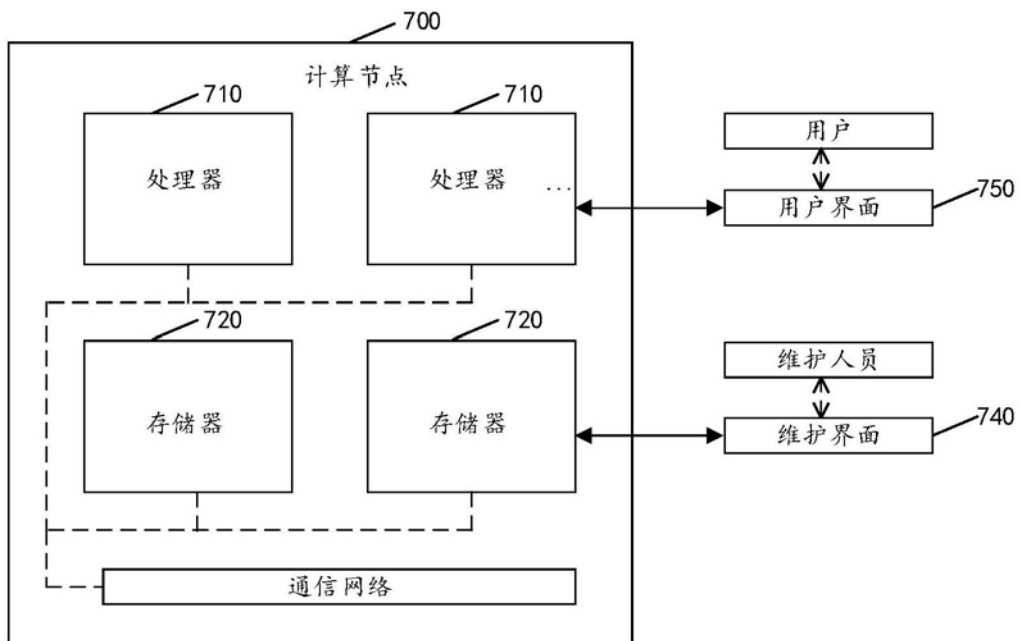 700
计算节点
710
710
处理器
处理器
...
用户
用户界面
750
720
720
存储器
存储器
维护人员
维护界面
740
通信网络